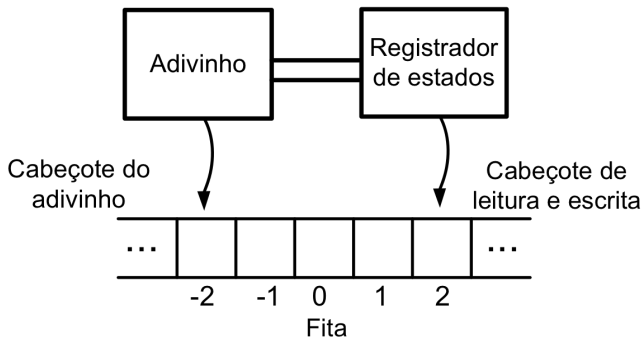 Adivinho
Registrador
de estados
Cabeçote do
adivinho
Cabeçote de
leitura e escrita
... ...
-2 -1 0 1 2
Fita